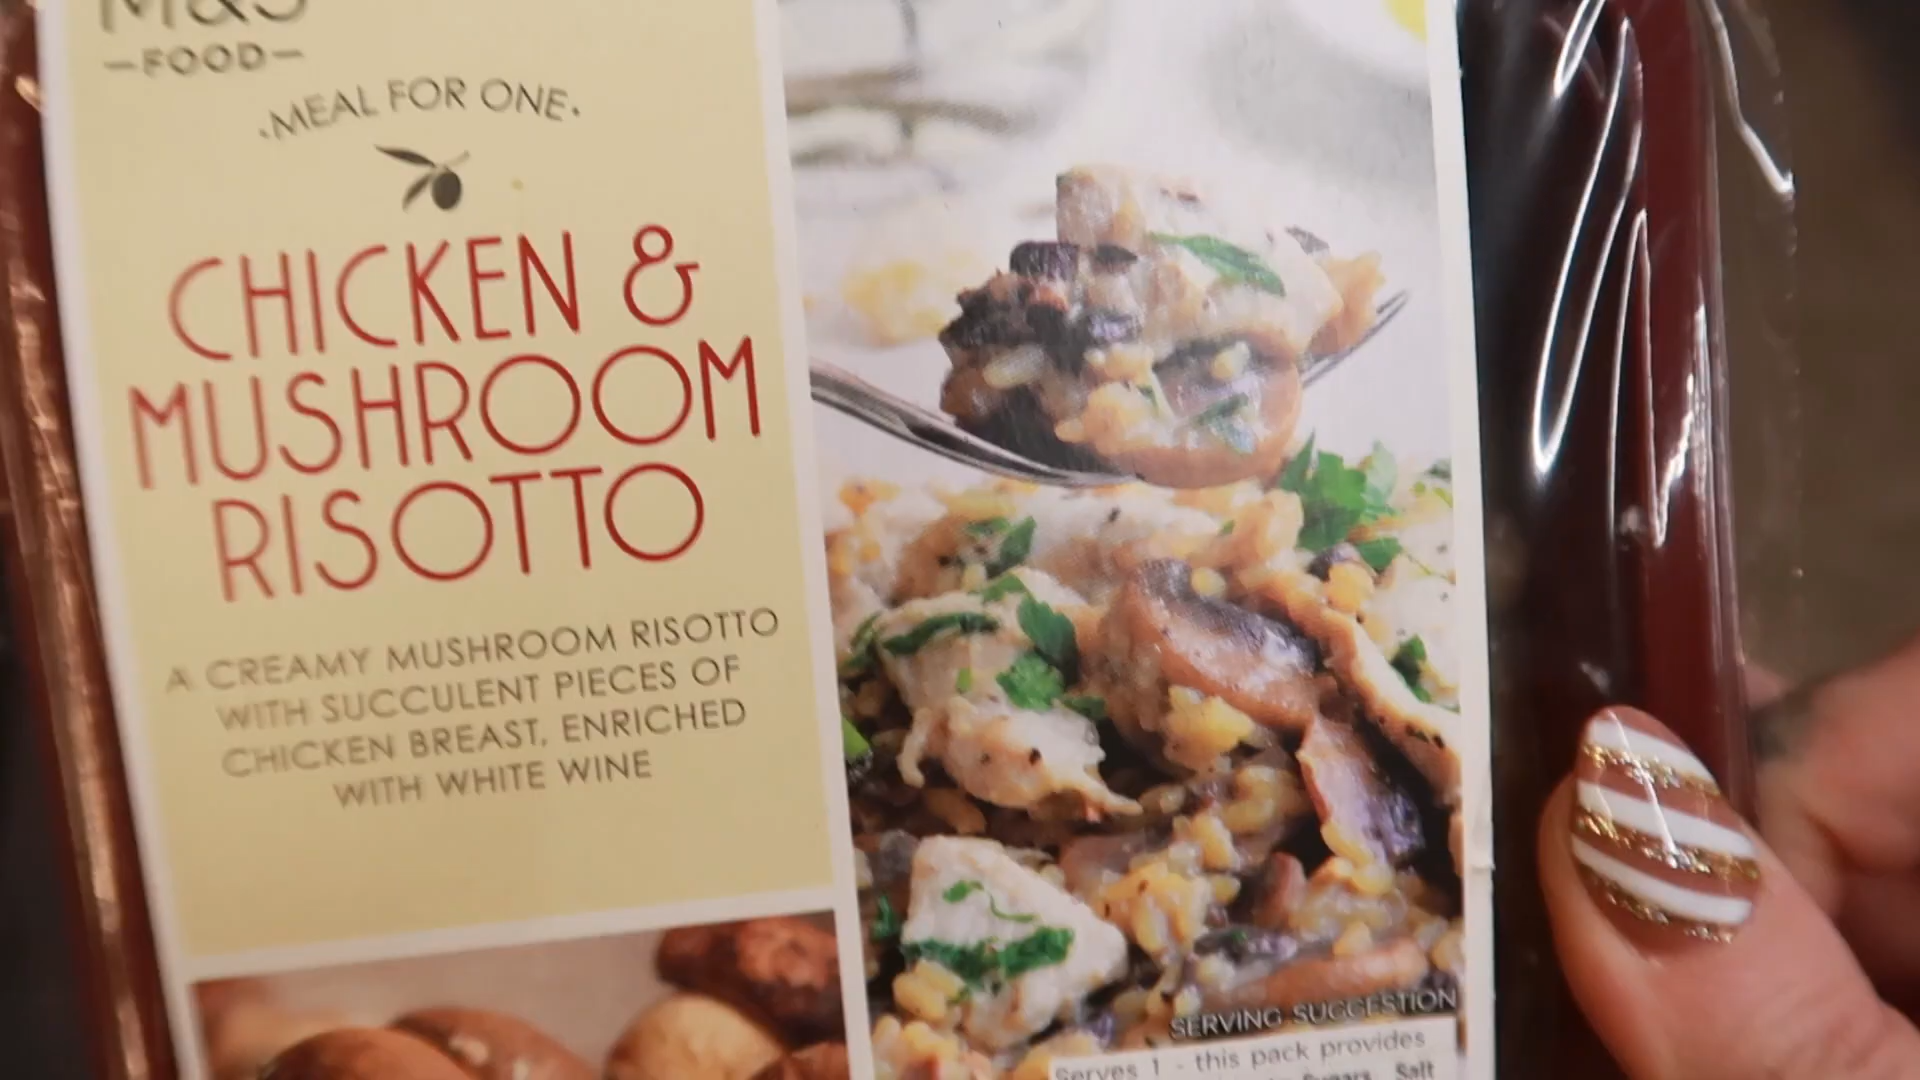 M&S
—FOOD—
.MEAL FOR ONE.
CHICKEN &
MUSHROOM
RISOTTO
A CREAMY MUSHROOM RISOTTO
WITH SUCCULENT PIECES OF
CHICKEN BREAST, ENRICHED
WITH WHITE WINE
SERVING SUGGESTION
Serves 1 - this pack provides
Sugars Salt